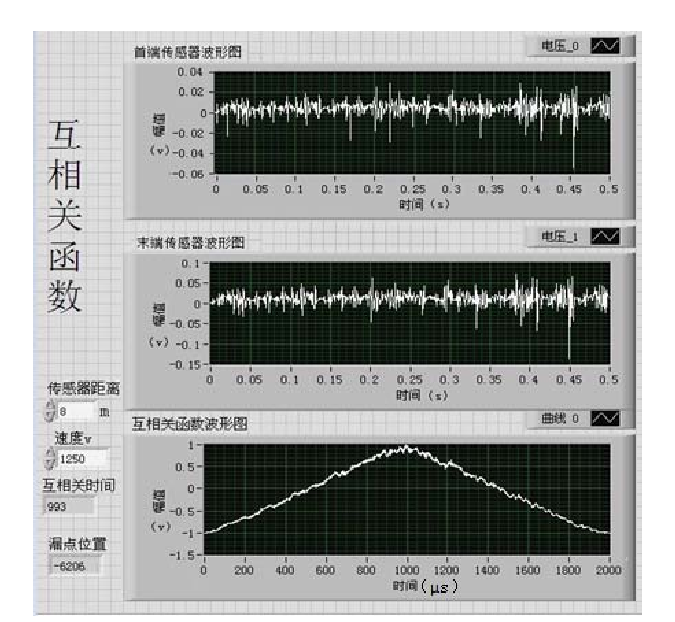 互相关函数
首端传感器波形图
电压_0
0.04
0.02
0
-0.02
-0.04
-0.06
幅值
(v)
0 0.05 0.1 0.15 0.2 0.25 0.3 0.35 0.4 0.45 0.5
时间 (s)
末端传感器波形图
电压_1
0.1
0.05
0
-0.05
-0.1
-0.15
幅值
(v)
0 0.05 0.1 0.15 0.2 0.25 0.3 0.35 0.4 0.45 0.5
时间 (s)
传感器距离
8 m
速度v
1250
互相关时间
993
漏点位置
-6206
互相关函数波形图
曲线 0
1
0.5
0
-0.5
-1
-1.5
幅值
(v)
0 200 400 600 800 1000 1200 1400 1600 1800 2000
时间(μs)